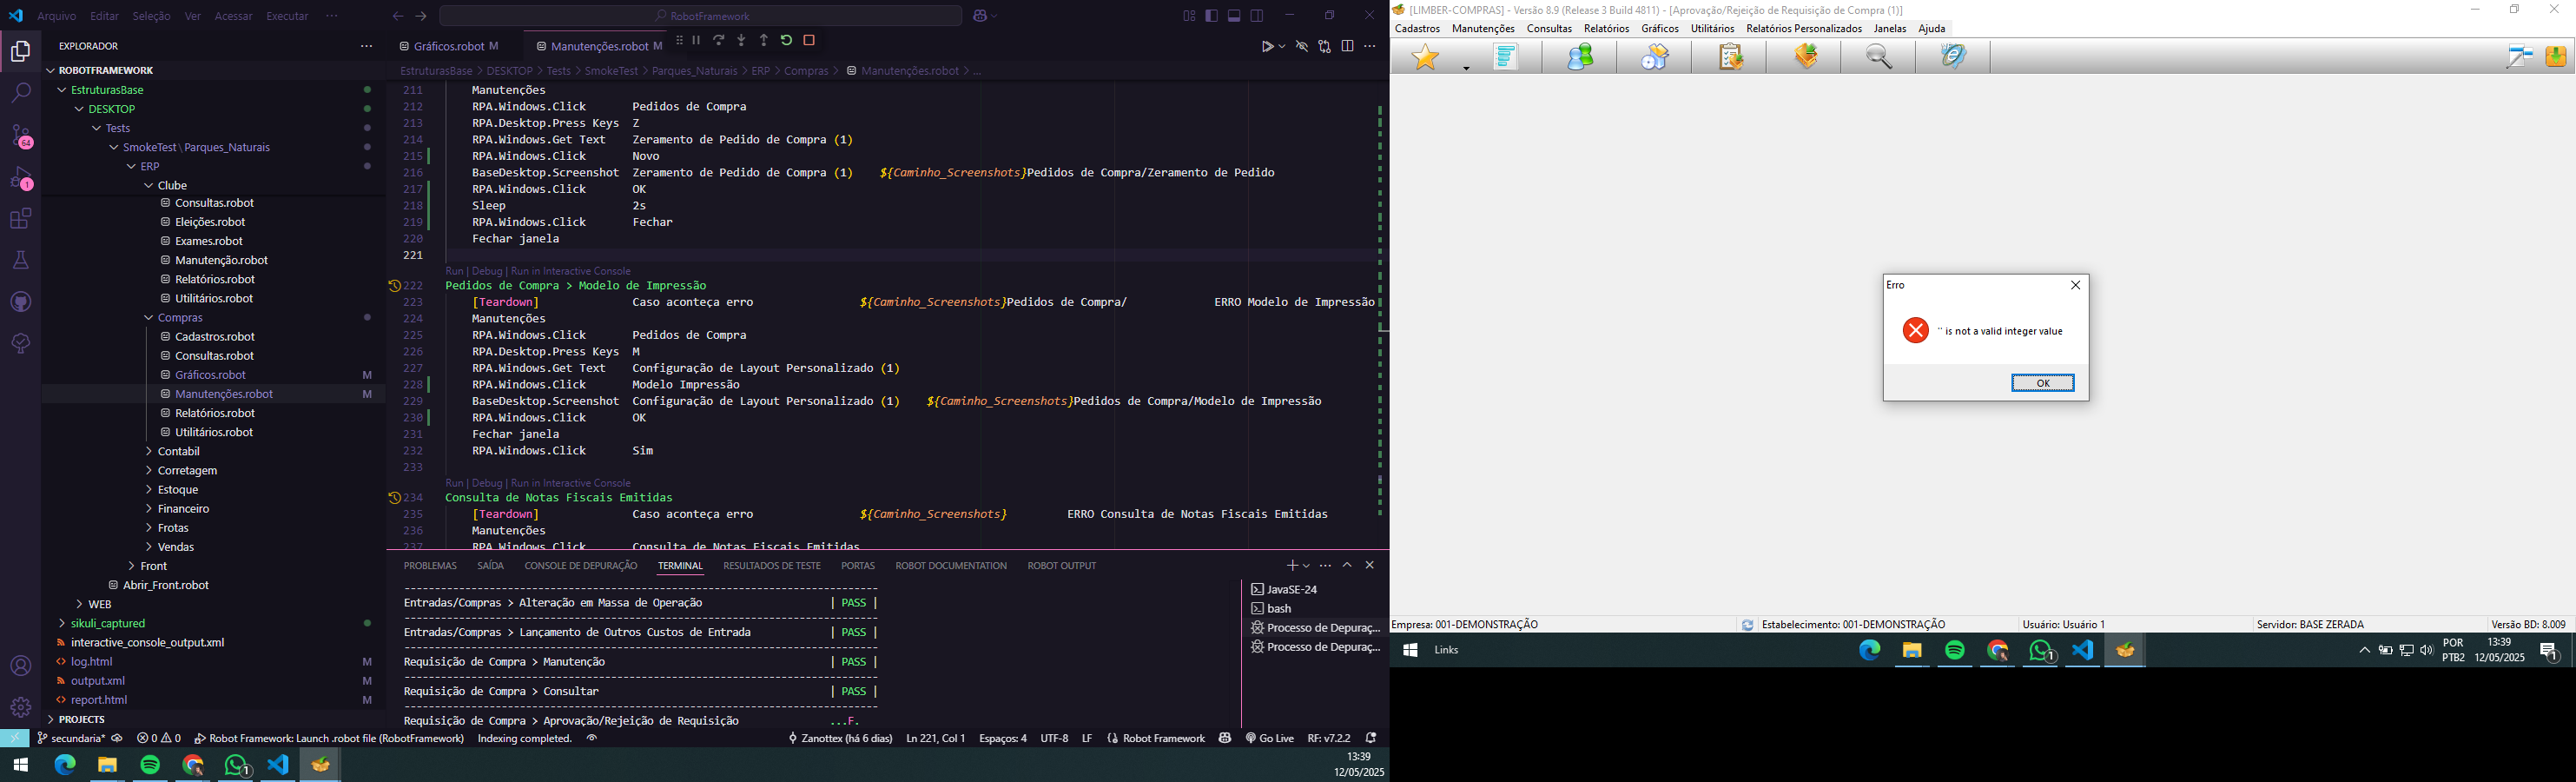 Arquivo Editar Seleção Ver Acessar Executar ···
RobotFramework
EXPLORADOR
ROBOTFRAMEWORK
EstruturasBase
DESKTOP
Tests
SmokeTest\Parques_Naturais
ERP
Clube
Consultas.robot
Eleições.robot
Exames.robot
Manutenção.robot
Relatórios.robot
Utilitários.robot
Compras
Cadastros.robot
Consultas.robot
Gráficos.robot M
Manutenções.robot M
Relatórios.robot
Utilitários.robot
Contabil
Corretagem
Estoque
Financeiro
Frotas
Vendas
Front
Abrir_Front.robot
WEB
sikuli_captured
interactive_console_output.xml
log.html M
output.xml M
report.html M
PROJECTS
64
1
Gráficos.robot M
Manutenções.robot M
EstruturasBase > DESKTOP > Tests > SmokeTest > Parques_Naturais > ERP > Compras > Manutenções.robot > ...
211 Manutenções
212 RPA.Windows.Click Pedidos de Compra
213 RPA.Desktop.Press Keys Z
214 RPA.Windows.Get Text Zeramento de Pedido de Compra (1)
215 RPA.Windows.Click Novo
216 BaseDesktop.Screenshot Zeramento de Pedido de Compra (1) ${Caminho_Screenshots}Pedidos de Compra/Zeramento de Pedido
217 RPA.Windows.Click OK
218 Sleep 2s
219 RPA.Windows.Click Fechar
220 Fechar janela
221
Run | Debug | Run in Interactive Console
222 Pedidos de Compra > Modelo de Impressão
223 [Teardown] Caso aconteça erro ${Caminho_Screenshots}Pedidos de Compra/ ERRO Modelo de Impressão
224 Manutenções
225 RPA.Windows.Click Pedidos de Compra
226 RPA.Desktop.Press Keys M
227 RPA.Windows.Get Text Configuração de Layout Personalizado (1)
228 RPA.Windows.Click Modelo Impressão
229 BaseDesktop.Screenshot Configuração de Layout Personalizado (1) ${Caminho_Screenshots}Pedidos de Compra/Modelo de Impressão
230 RPA.Windows.Click OK
231 Fechar janela
232 RPA.Windows.Click Sim
233
Run | Debug | Run in Interactive Console
234 Consulta de Notas Fiscais Emitidas
235 [Teardown] Caso aconteça erro ${Caminho_Screenshots} ERRO Consulta de Notas Fiscais Emitidas
236 Manutenções
237 RPA.Windows.Click Consulta de Notas Fiscais Emitidas
PROBLEMAS SAÍDA CONSOLE DE DEPURAÇÃO TERMINAL RESULTADOS DE TESTE PORTAS ROBOT DOCUMENTATION ROBOT OUTPUT
------------------------------------------------------------------------------
Entradas/Compras > Alteração em Massa de Operação | PASS |
------------------------------------------------------------------------------
Entradas/Compras > Lançamento de Outros Custos de Entrada | PASS |
------------------------------------------------------------------------------
Requisição de Compra > Manutenção | PASS |
------------------------------------------------------------------------------
Requisição de Compra > Consultar | PASS |
------------------------------------------------------------------------------
Requisição de Compra > Aprovação/Rejeição de Requisição ...F.
JavaSE-24
bash
Processo de Depuraç...
Processo de Depuraç...
secundaria* 0 0 Robot Framework: Launch .robot file (RobotFramework) Indexing completed. Zanottex (há 6 dias) Ln 221, Col 1 Espaços: 4 UTF-8 LF Robot Framework Go Live RF: v7.2.2
1
13:39
12/05/2025
[LIMBER-COMPRAS] - Versão 8.9 (Release 3 Build 4811) - [Aprovação/Rejeição de Requisição de Compra (1)]
Cadastros Manutenções Consultas Relatórios Gráficos Utilitários Relatórios Personalizados Janelas Ajuda
Erro
'' is not a valid integer value
OK
Empresa: 001-DEMONSTRAÇÃO Estabelecimento: 001-DEMONSTRAÇÃO Usuário: Usuário 1 Servidor: BASE ZERADA Versão BD: 8.009
Links
1
POR
PTB2
13:39
12/05/2025
1